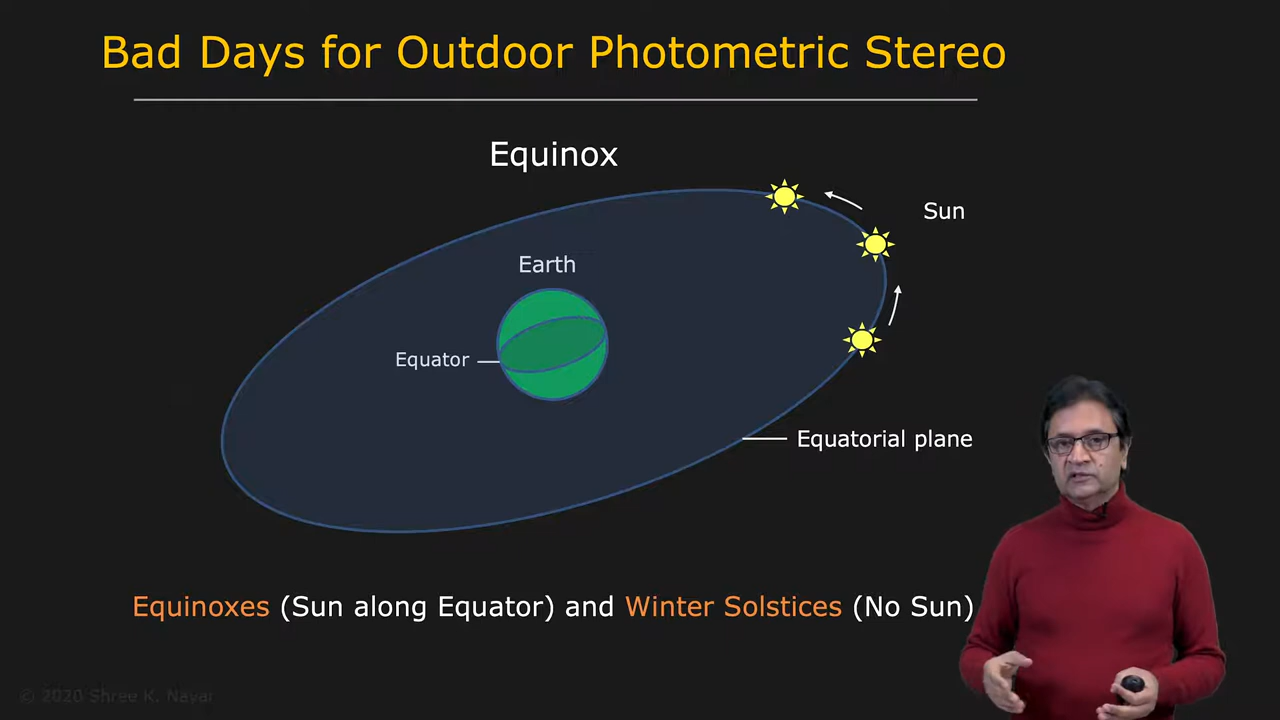 Bad Days for Outdoor Photometric Stereo
Equinox
Sun
Earth
Equator
Equatorial plane
Equinoxes (Sun along Equator) and Winter Solstices (No Sun)
© 2020 Shree K. Nayar